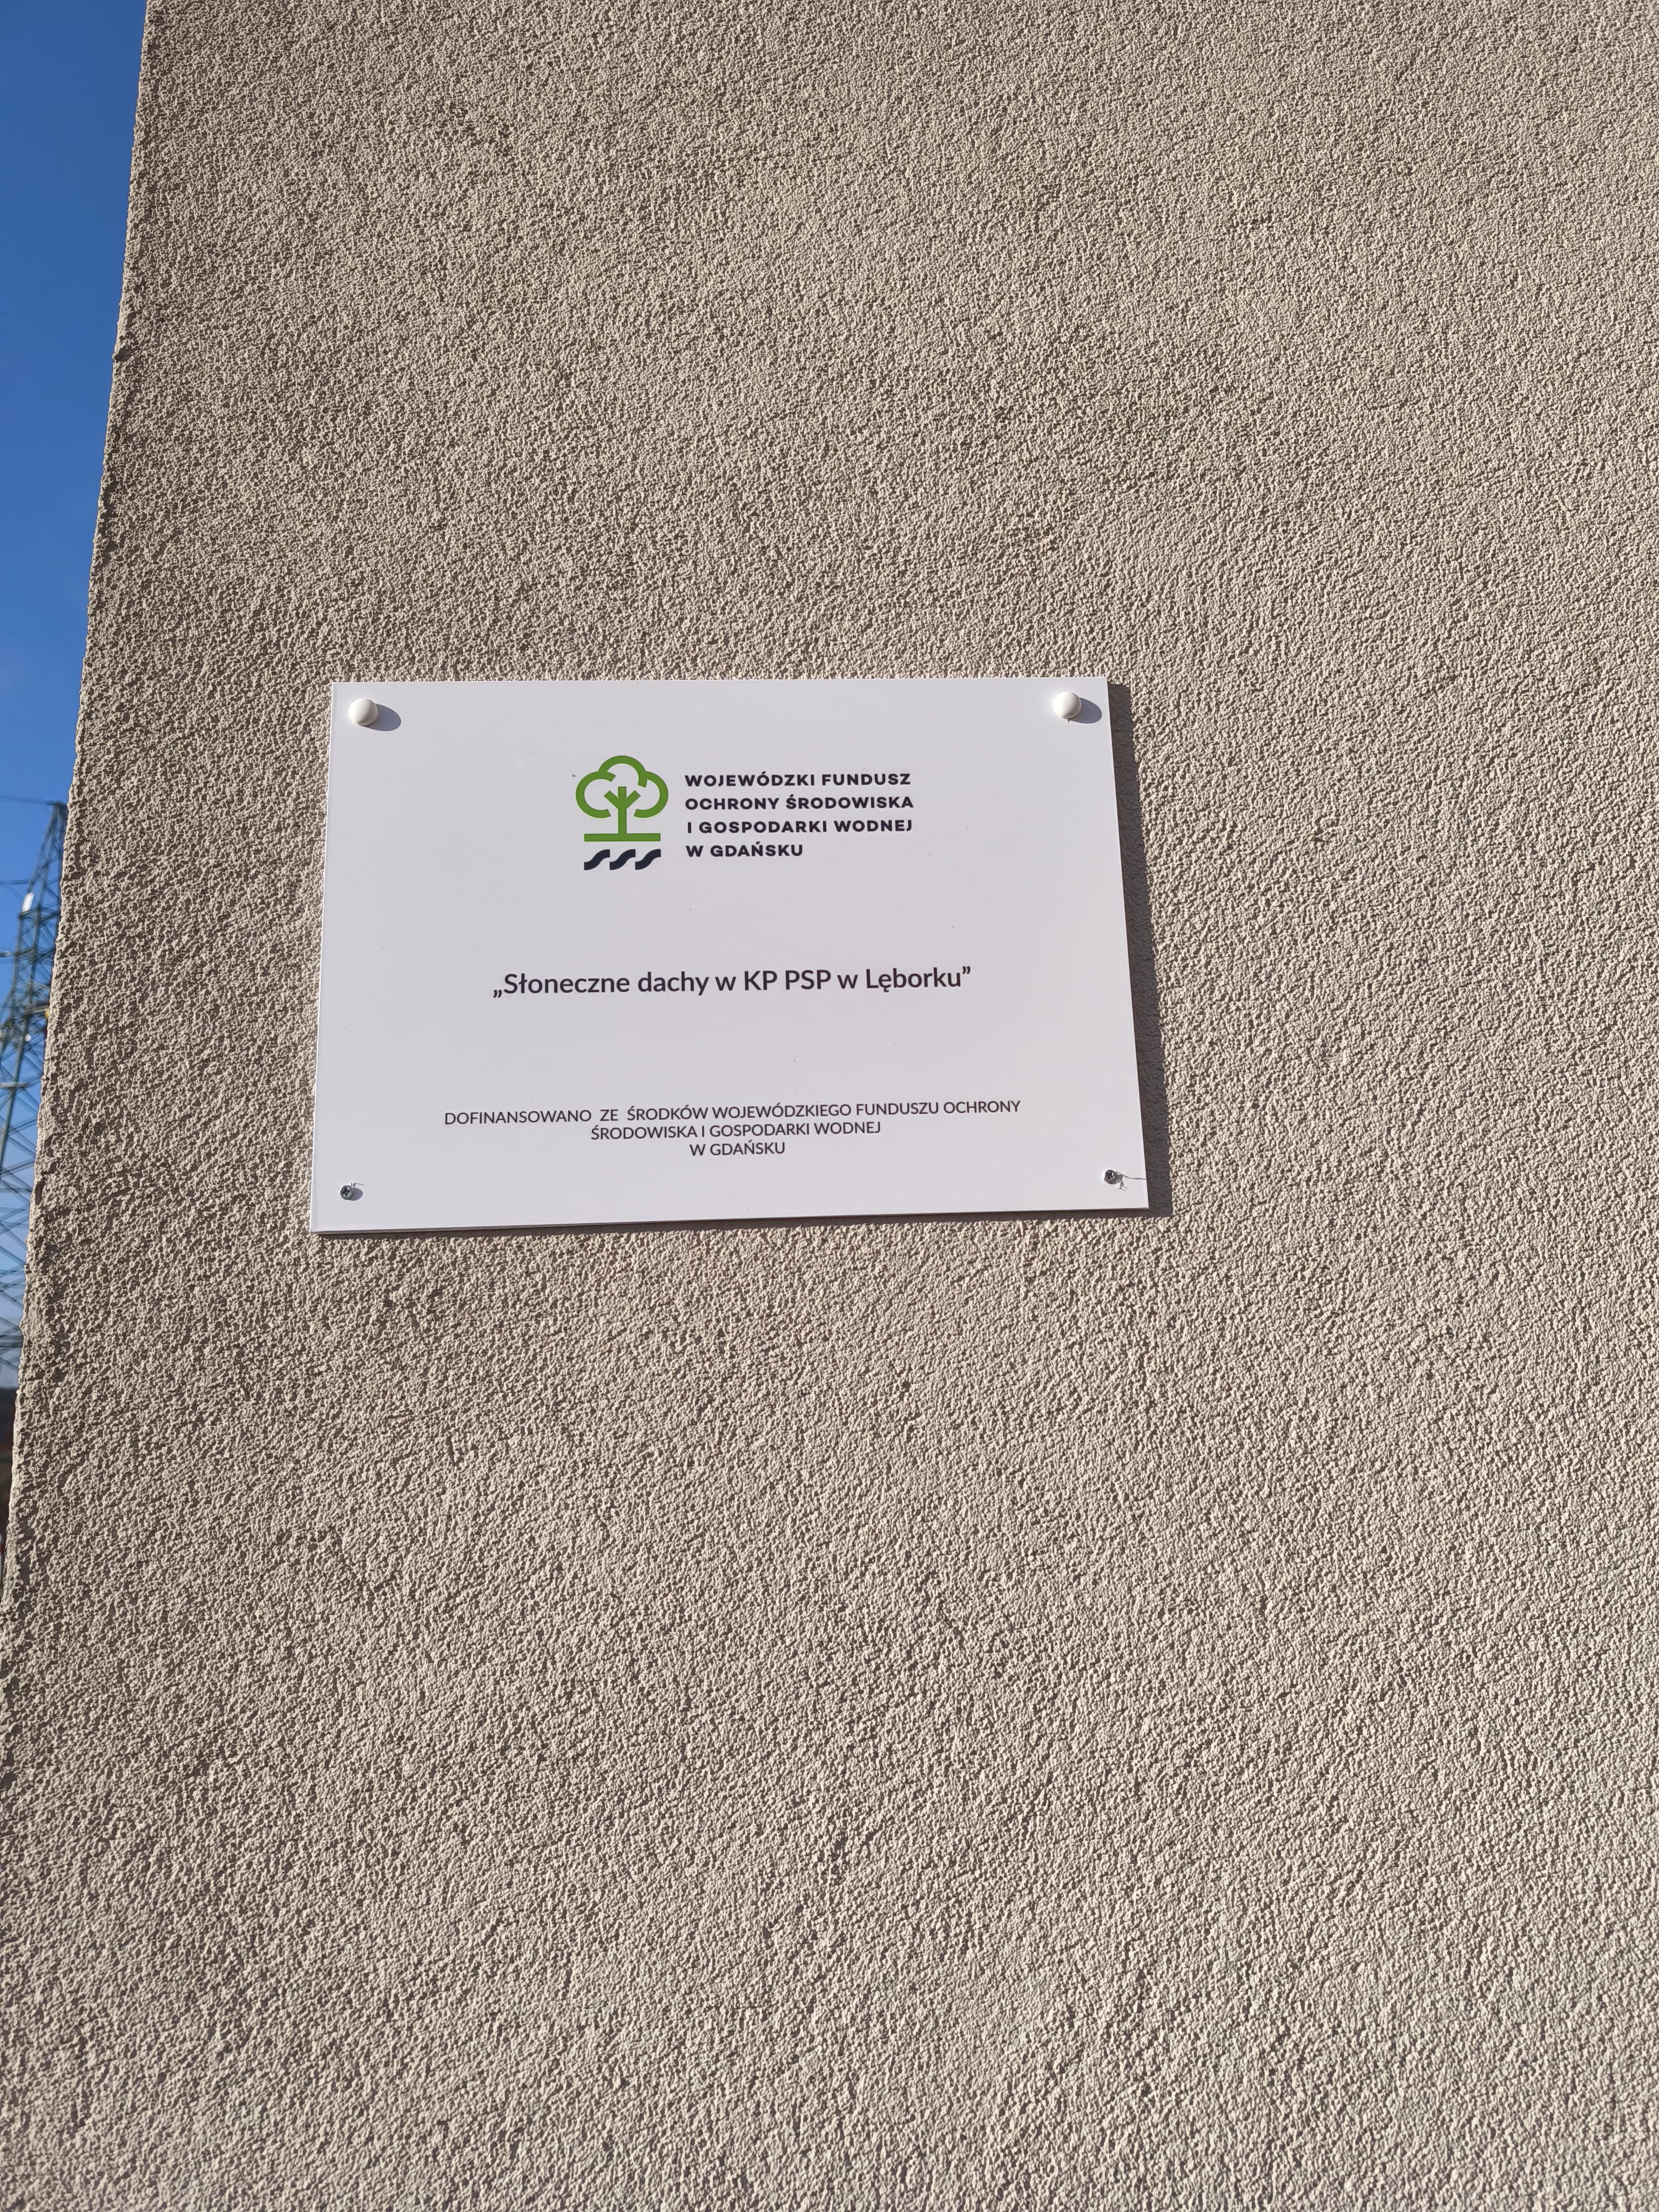 WOJEWÓDZKI FUNDUSZ
OCHRONY ŚRODOWISKA
I GOSPODARKI WODNEJ
W GDAŃSKU
„Słoneczne dachy w KP PSP w Lęborku”
DOFINANSOWANO ZE ŚRODKÓW WOJEWÓDZKIEGO FUNDUSZU OCHRONY
ŚRODOWISKA I GOSPODARKI WODNEJ
W GDAŃSKU